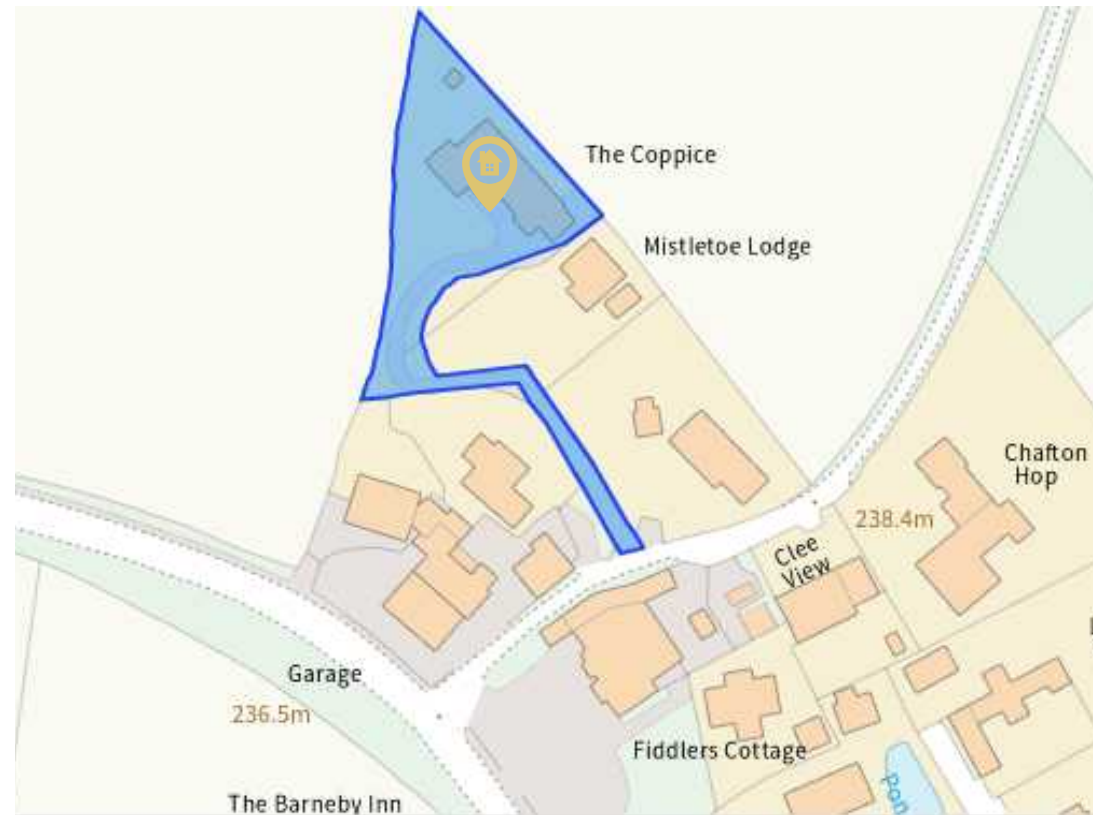 The Coppice
Mistletoe Lodge
Chafton
Hop
238.4m
Clee
View
Garage
236.5m
Fiddlers Cottage
The Barneby Inn